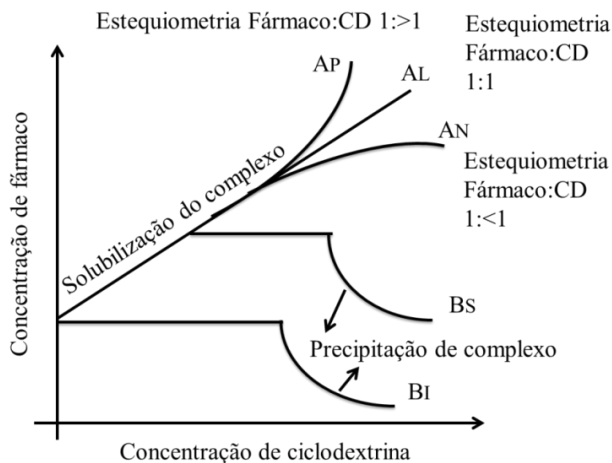 Estequiometria Fármaco:CD 1:>1
Estequiometria
Fármaco:CD
1:1
AP
AL
AN
Estequiometria
Fármaco:CD
1:<1
Solubilização do complexo
Concentração de fármaco
BS
Precipitação de complexo
BI
Concentração de ciclodextrina